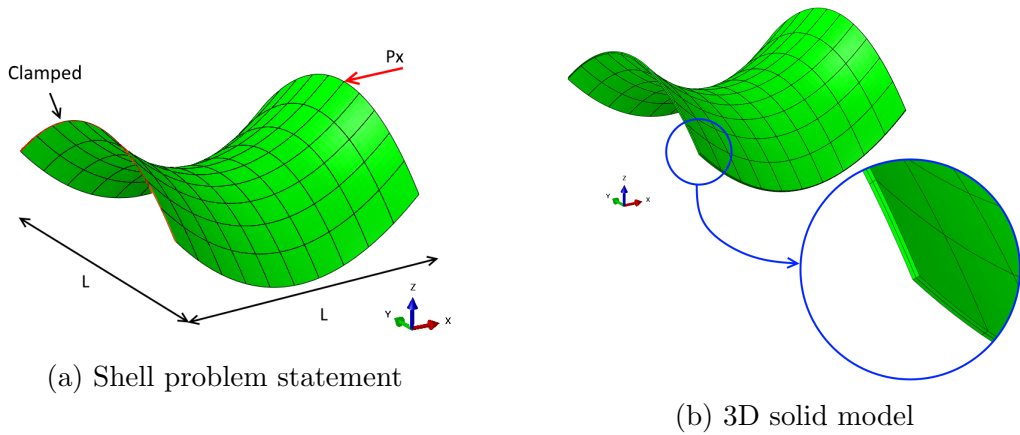 Clamped
Px
L
L
Z
Y
X
(a) Shell problem statement
Z
Y
X
(b) 3D solid model